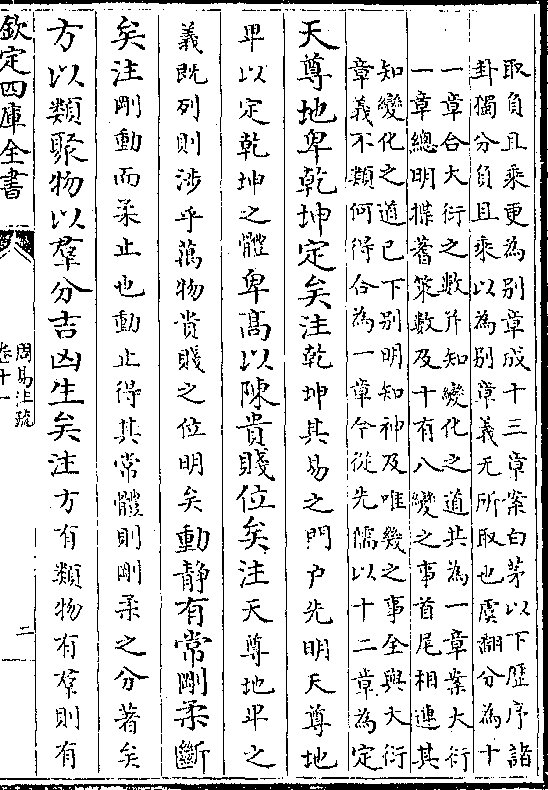 取負且乘更為別章成十三章案白茅以下歷序諸
卦獨分負且乘以為別章義无所取也虞翻分為十
一章合大衍之數并知變化之道共為一章案大衍
一章總明揲蓍策數及十有八變之事首尾相連其
知變化之道已下別明知神及唯幾之事全與大衍
章義不類何得合為一章今從先儒以十二章為定
天尊地卑乾坤定矣注乾坤其易之門户先明天尊地
卑以定乾坤之體卑髙以陳貴賤位矣注天尊地卑之
義既列則涉乎萬物貴賤之位明矣動靜有常剛柔斷
矣注剛動而柔止也動止得其常體則剛柔之分著矣
方以類聚物以羣分吉凶生矣注方有類物有羣則有
欽定四庫全書
周易注疏
卷十一
二